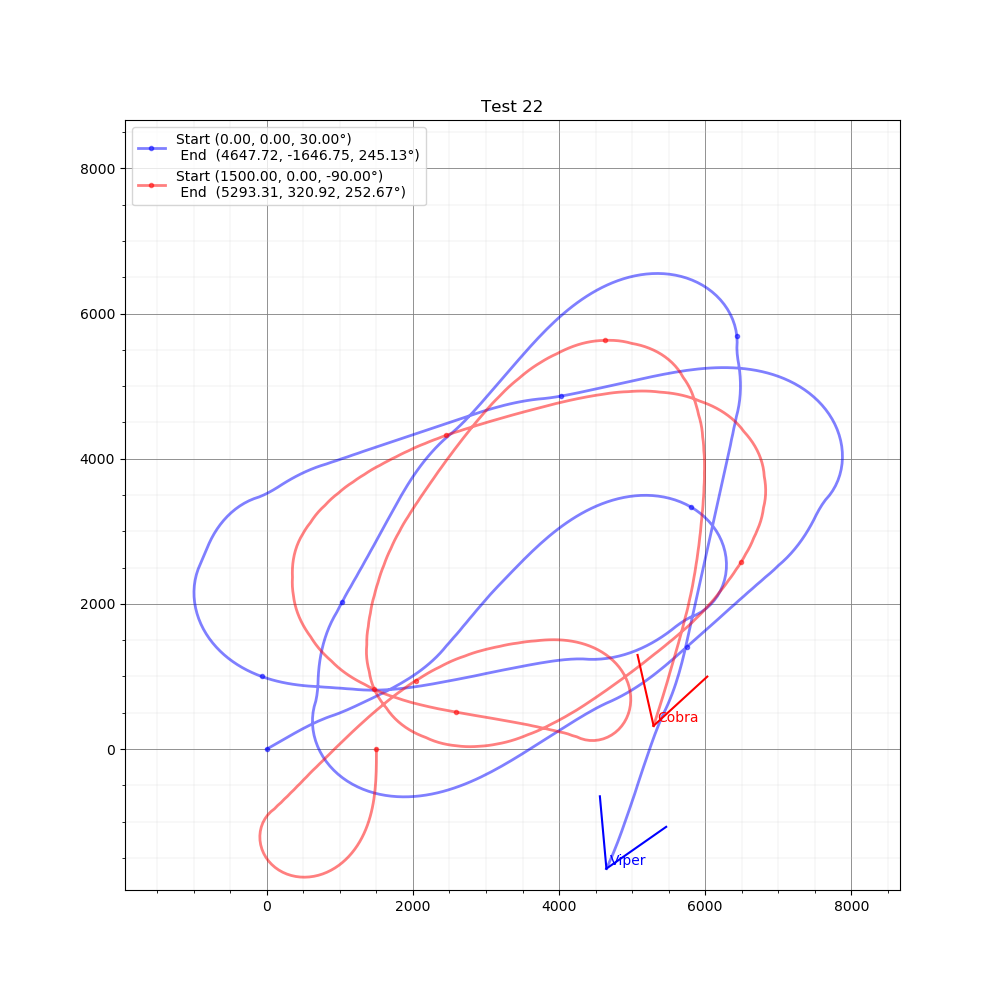 Test 22
Start (0.00, 0.00, 30.00°)
End (4647.72, -1646.75, 245.13°)
Start (1500.00, 0.00, -90.00°)
End (5293.31, 320.92, 252.67°)
8000
6000
4000
2000
0
Cobra
Viper
0
2000
4000
6000
8000